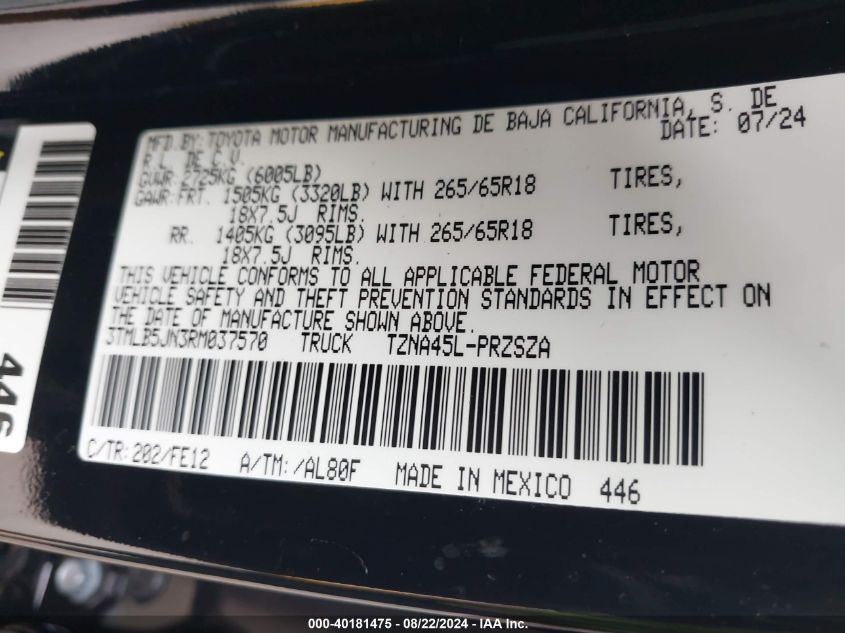 MFD.BY: TOYOTA MOTOR MANUFACTURING DE BAJA CALIFORNIA, S. DE
R.L. DE C.V. DATE: 07/24
GVWR:2725KG (6005LB)
GAWR:FRT. 1505KG (3320LB) WITH 265/65R18 TIRES,
18X7.5J RIMS.
RR. 1405KG (3095LB) WITH 265/65R18 TIRES,
18X7.5J RIMS.
THIS VEHICLE CONFORMS TO ALL APPLICABLE FEDERAL MOTOR
VEHICLE SAFETY AND THEFT PREVENTION STANDARDS IN EFFECT ON
THE DATE OF MANUFACTURE SHOWN ABOVE.
3TMLB5JN3RM037570 TRUCK TZNA45L-PRZSZA
C/TR:202/FE12 A/TM:/AL80F MADE IN MEXICO 446
446
000-40181475 - 08/22/2024 - IAA Inc.